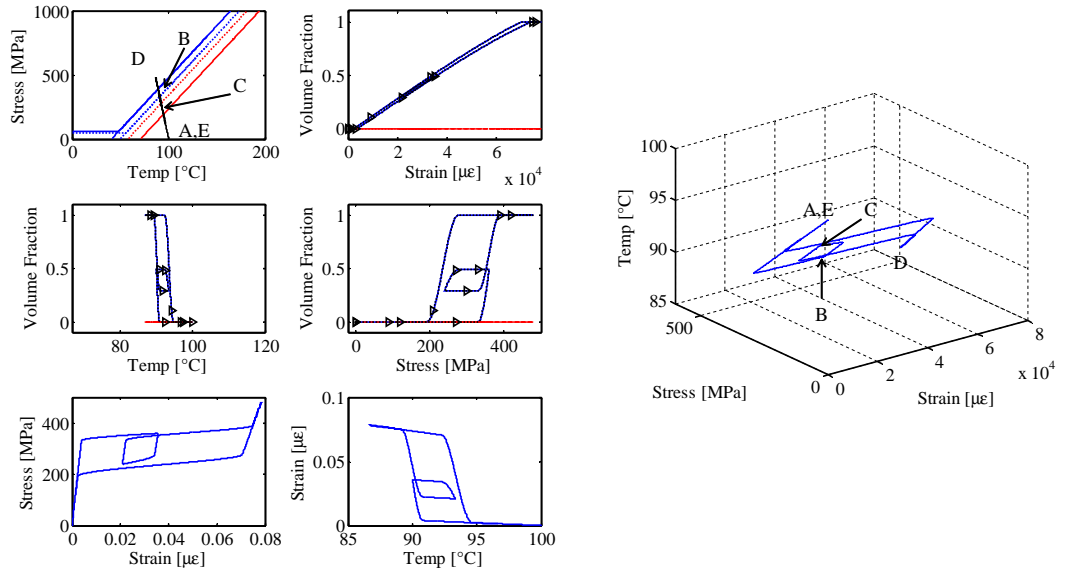 1000
500
0
Stress [MPa]
D
B
C
A,E
0
100
200
Temp [°C]
1
0.5
0
Volume Fraction
0
2
4
6
Strain [με]
x 10 4
1
0.5
0
Volume Fraction
80
100
120
Temp [°C]
1
0.5
0
Volume Fraction
0
200
400
Stress [MPa]
400
200
0
Stress [MPa]
0
0.02
0.04
0.06
0.08
Strain [με]
0.1
0.05
0
Strain [με]
85
90
95
100
Temp [°C]
100
95
90
85
Temp [°C]
A,E
C
D
B
500
0
Stress [MPa]
0
2
4
6
8
x 10 4
Strain [με]